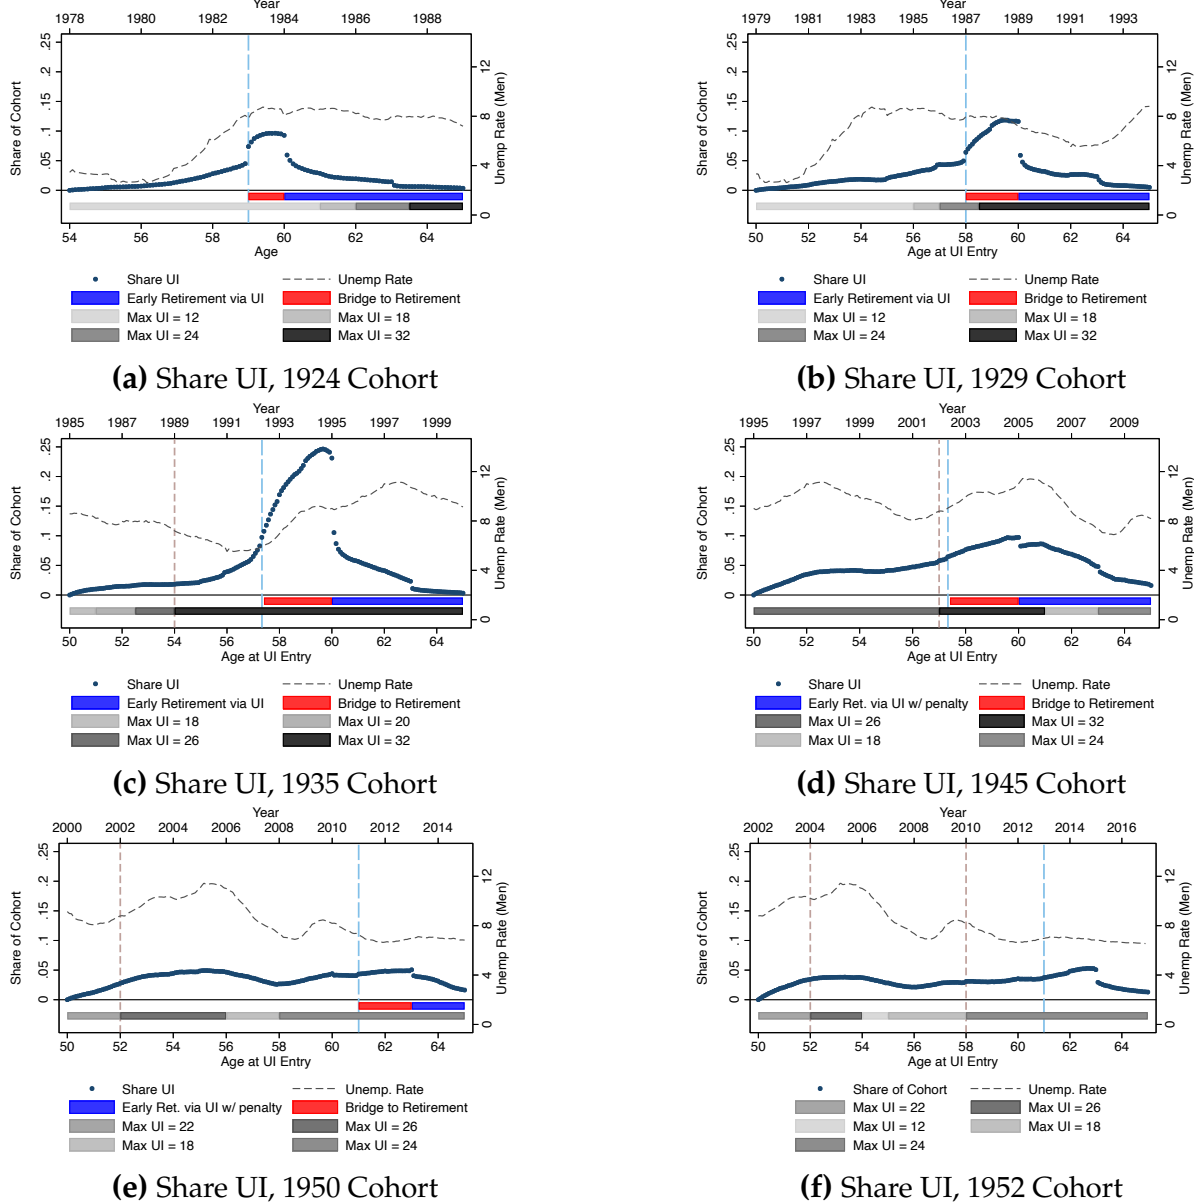 Year
1978 1980 1982 1984 1986 1988
Share of Cohort
0 .05 .1 .15 .2 .25
Unemp Rate (Men)
0 4 8 12
54 56 58 60 62 64
Age
Share UI Unemp Rate
Early Retirement via UI Bridge to Retirement
Max UI = 12 Max UI = 18
Max UI = 24 Max UI = 32
(a) Share UI, 1924 Cohort
Year
1979 1981 1983 1985 1987 1989 1991 1993
Share of Cohort
0 .05 .1 .15 .2 .25
Unemp Rate (Men)
0 4 8 12
50 52 54 56 58 60 62 64
Age at UI Entry
Share UI Unemp Rate
Early Retirement via UI Bridge to Retirement
Max UI = 12 Max UI = 18
Max UI = 24 Max UI = 32
(b) Share UI, 1929 Cohort
Year
1985 1987 1989 1991 1993 1995 1997 1999
Share of Cohort
0 .05 .1 .15 .2 .25
Unemp Rate (Men)
0 4 8 12
50 52 54 56 58 60 62 64
Age at UI Entry
Share UI Unemp Rate
Early Retirement via UI Bridge to Retirement
Max UI = 18 Max UI = 20
Max UI = 26 Max UI = 32
(c) Share UI, 1935 Cohort
Year
1995 1997 1999 2001 2003 2005 2007 2009
Share of Cohort
0 .05 .1 .15 .2 .25
Unemp Rate (Men)
0 4 8 12
50 52 54 56 58 60 62 64
Age at UI Entry
Share UI Unemp. Rate
Early Ret. via UI w/ penalty Bridge to Retirement
Max UI = 26 Max UI = 32
Max UI = 18 Max UI = 24
(d) Share UI, 1945 Cohort
Year
2000 2002 2004 2006 2008 2010 2012 2014
Share of Cohort
0 .05 .1 .15 .2 .25
Unemp Rate (Men)
0 4 8 12
50 52 54 56 58 60 62 64
Age at UI Entry
Share UI Unemp. Rate
Early Ret. via UI w/ penalty Bridge to Retirement
Max UI = 22 Max UI = 26
Max UI = 18 Max UI = 24
(e) Share UI, 1950 Cohort
Year
2002 2004 2006 2008 2010 2012 2014 2016
Share of Cohort
0 .05 .1 .15 .2 .25
Unemp Rate (Men)
0 4 8 12
50 52 54 56 58 60 62 64
Age at UI Entry
Share of Cohort Unemp. Rate
Max UI = 22 Max UI = 26
Max UI = 12 Max UI = 18
Max UI = 24
(f) Share UI, 1952 Cohort